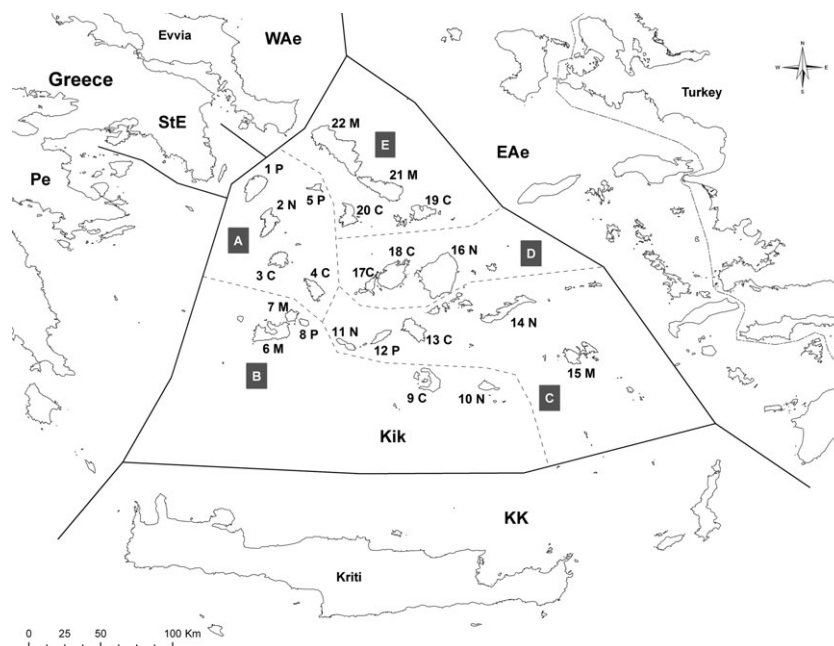 Evvia
WAe
Greece
Turkey
StE
EAe
Pe
22 M
E
1 P
5 P
21 M
2 N
20 C
19 C
A
18 C
16 N
D
3 C
4 C
17C
7 M
8 P
11 N
13 C
14 N
6 M
12 P
15 M
B
9 C
10 N
C
Kik
KK
Kriti
N
W
E
S
0 25 50 100 Km